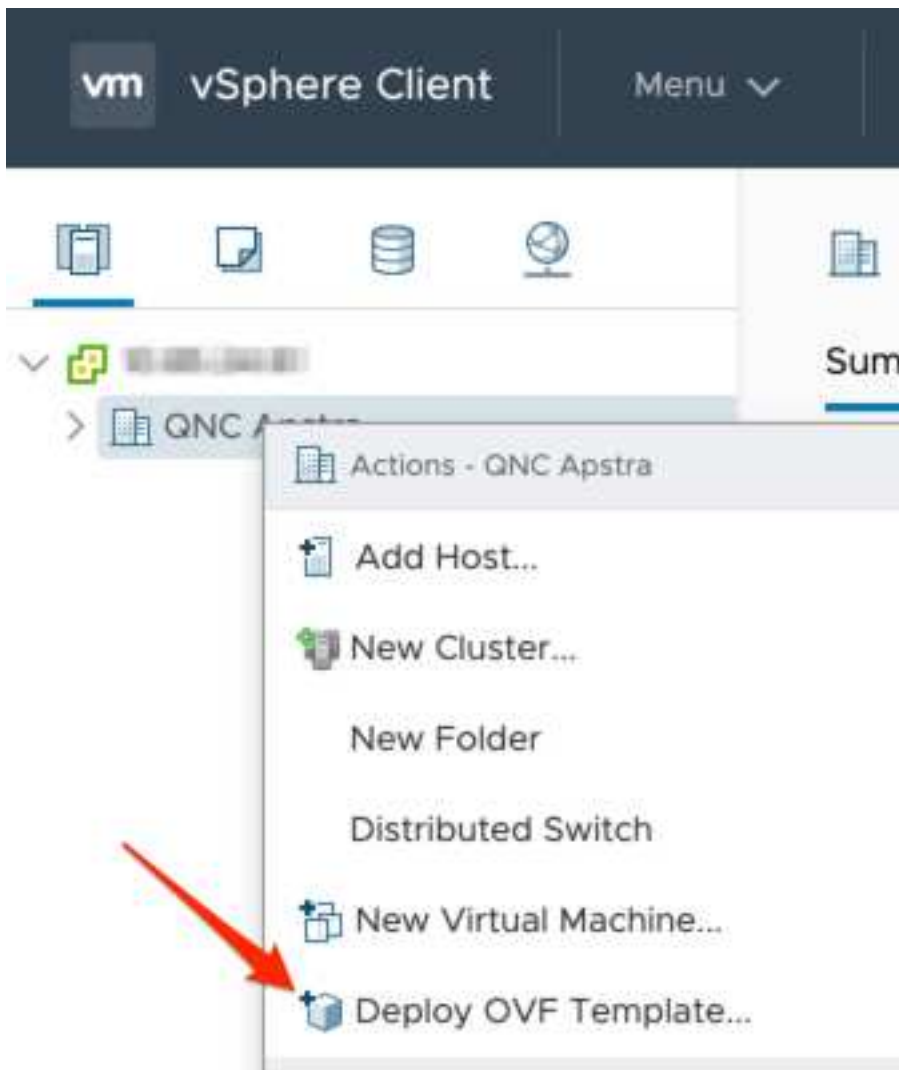 vm vSphere Client Menu
Sum
QNC Apstra
Actions - QNC Apstra
Add Host...
New Cluster...
New Folder
Distributed Switch
New Virtual Machine...
Deploy OVF Template...